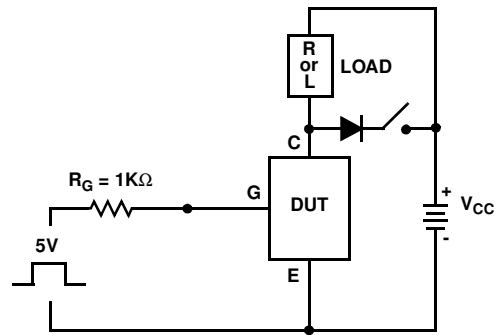 R
or
L
LOAD
C
R_G = 1KΩ
G
DUT
5V
E
+
V_CC
-